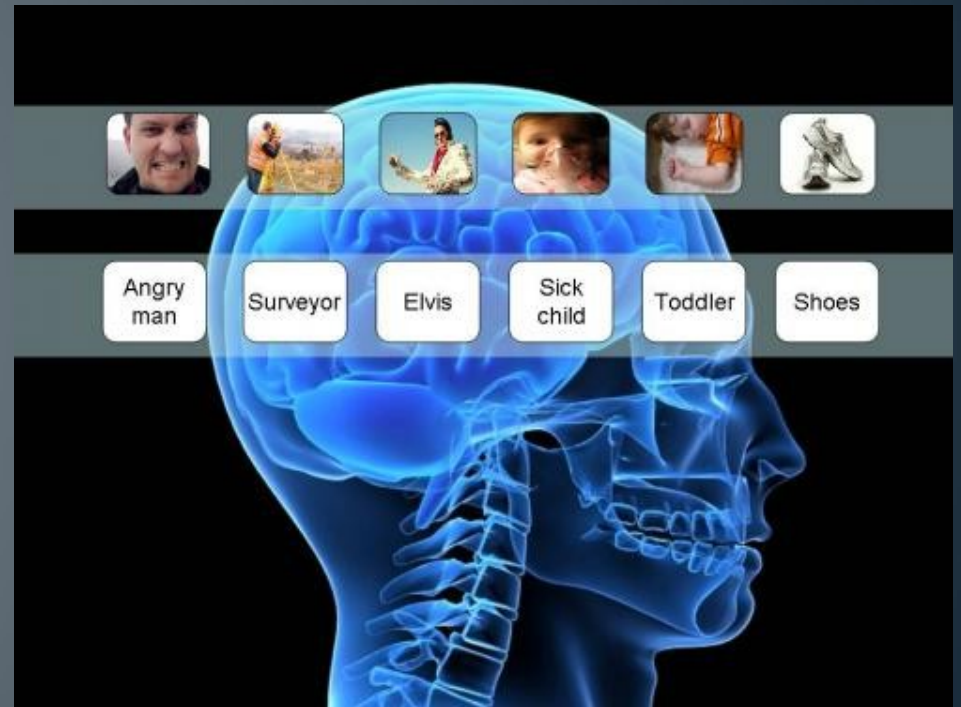 Angry
man
Surveyor
Elvis
Sick
child
Toddler
Shoes